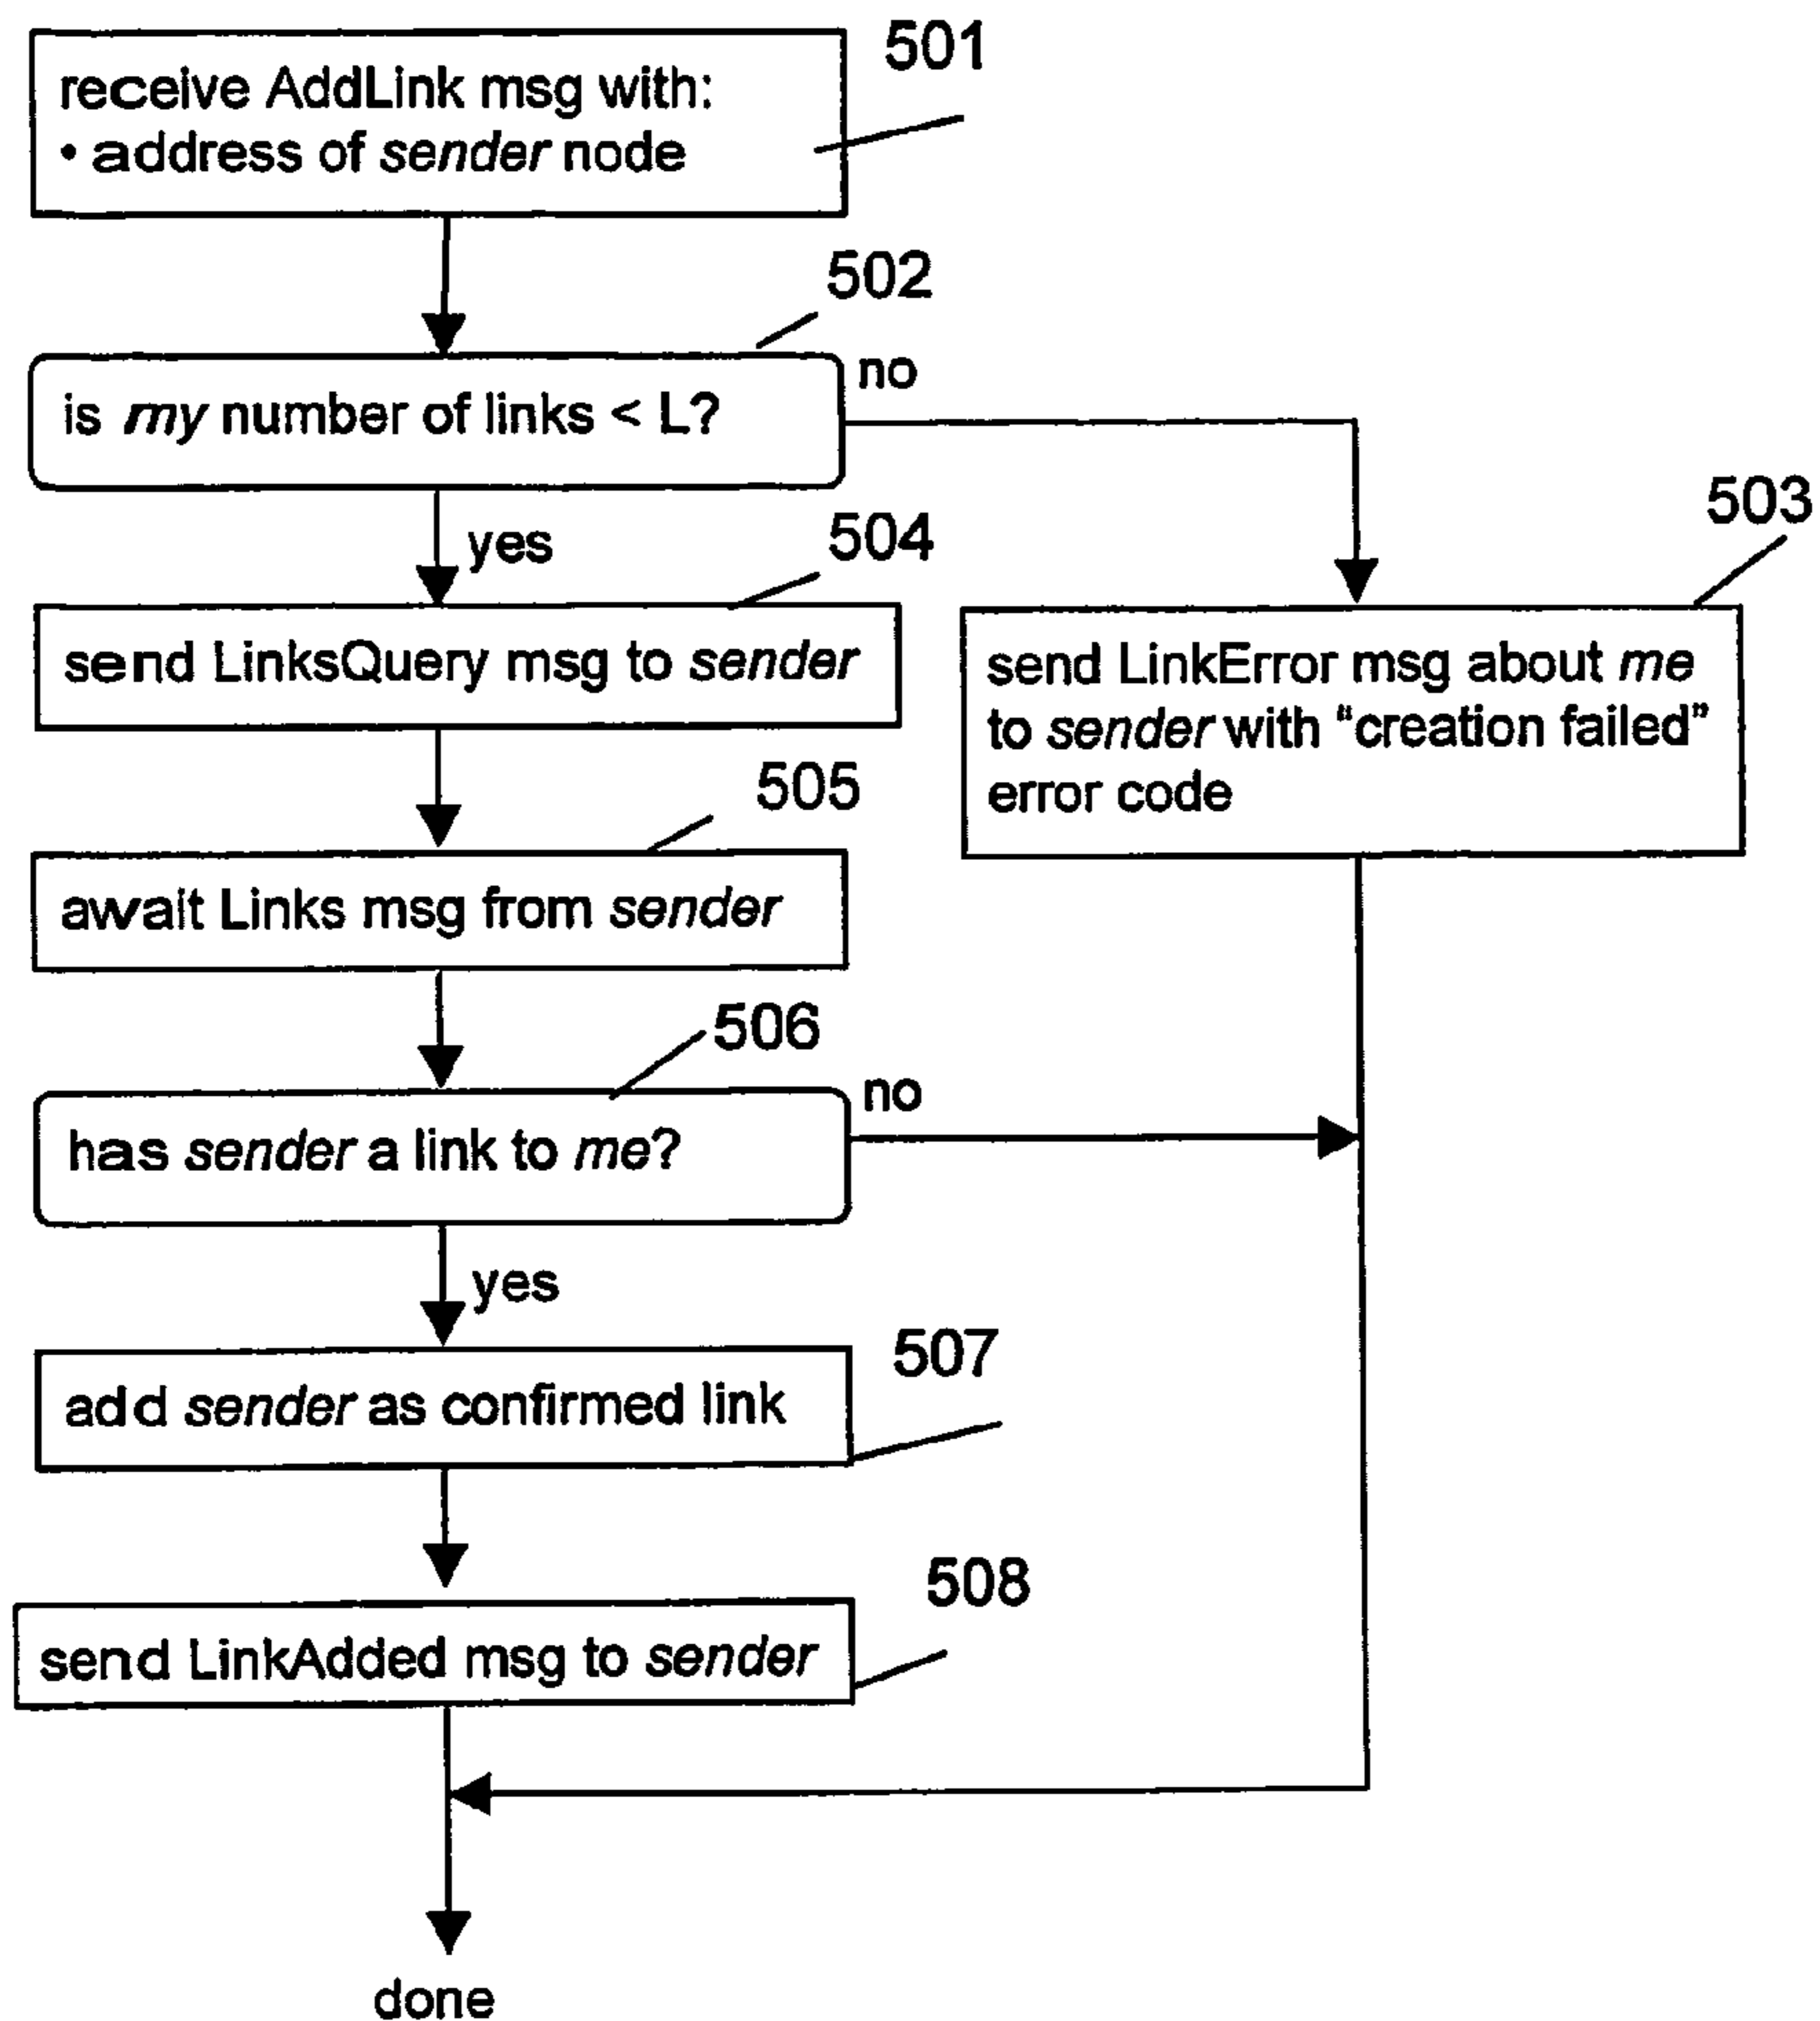 501
receive AddLink msg with:
• address of sender node
502
is my number of links < L?
no
yes
504
503
send LinksQuery msg to sender
send LinkError msg about me
to sender with “creation failed”
error code
505
await Links msg from sender
506
has sender a link to me?
no
yes
507
add sender as confirmed link
508
send LinkAdded msg to sender
done